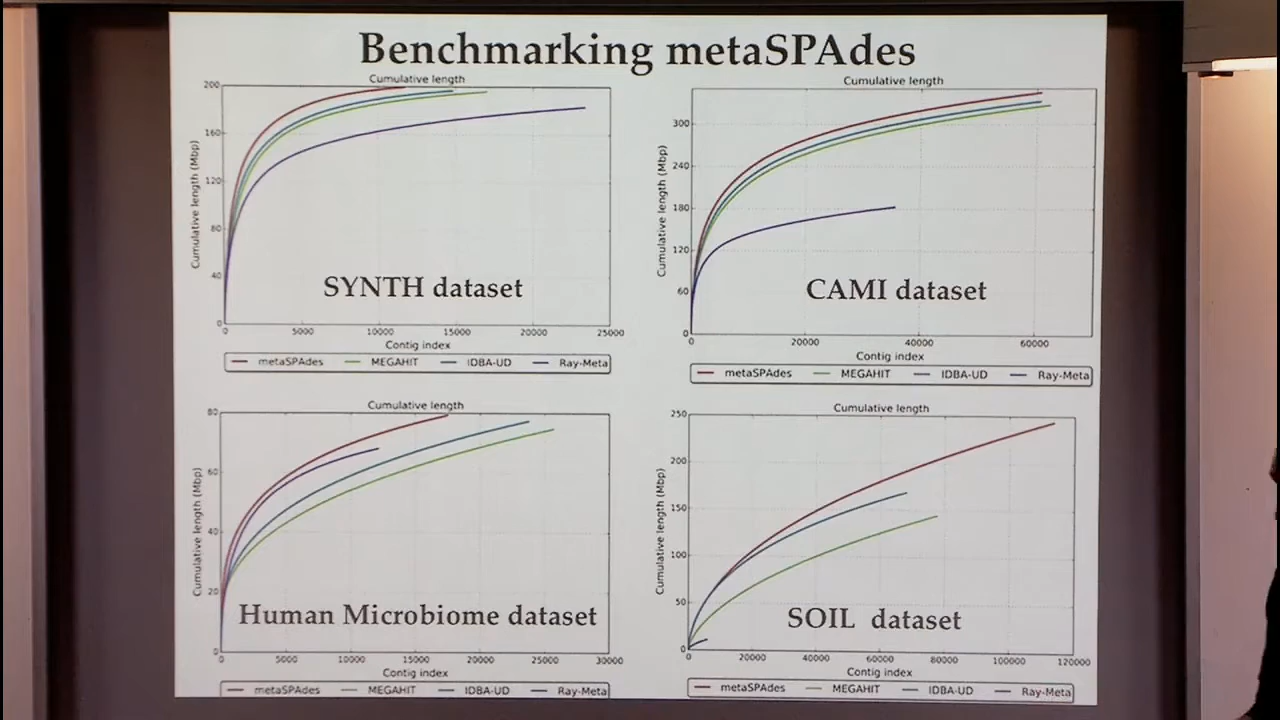 Benchmarking metaSPAdes
Cumulative length
200
160
120
80
40
0
Cumulative length (Mbp)
SYNTH dataset
0 5000 10000 15000 20000 25000
Contig index
metaSPAdes MEGAHIT IDBA-UD Ray-Meta
Cumulative length
300
240
180
120
60
0
Cumulative length (Mbp)
CAMI dataset
0 20000 40000 60000
Contig index
metaSPAdes MEGAHIT IDBA-UD Ray-Meta
Cumulative length
80
60
40
20
0
Cumulative length (Mbp)
Human Microbiome dataset
0 5000 10000 15000 20000 25000 30000
Contig index
metaSPAdes MEGAHIT IDBA-UD Ray-Meta
Cumulative length
250
200
150
100
50
0
Cumulative length (Mbp)
SOIL dataset
0 20000 40000 60000 80000 100000 120000
Contig index
metaSPAdes MEGAHIT IDBA-UD Ray-Meta